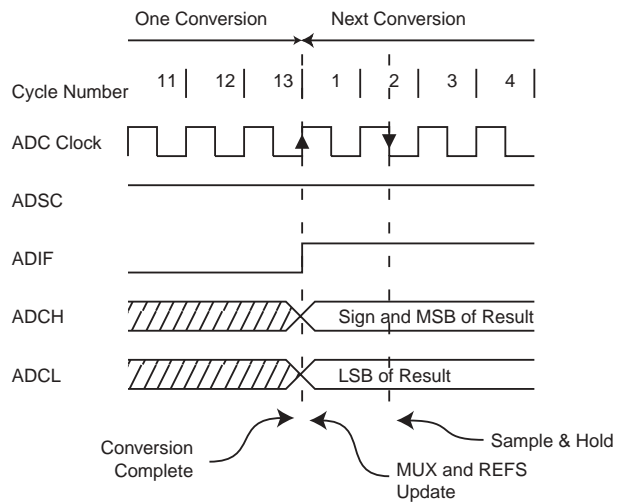 One Conversion Next Conversion
Cycle Number 11 12 13 1 2 3 4
ADC Clock
ADSC
ADIF
ADCH Sign and MSB of Result
ADCL LSB of Result
Conversion
Complete
MUX and REFS
Update
Sample & Hold